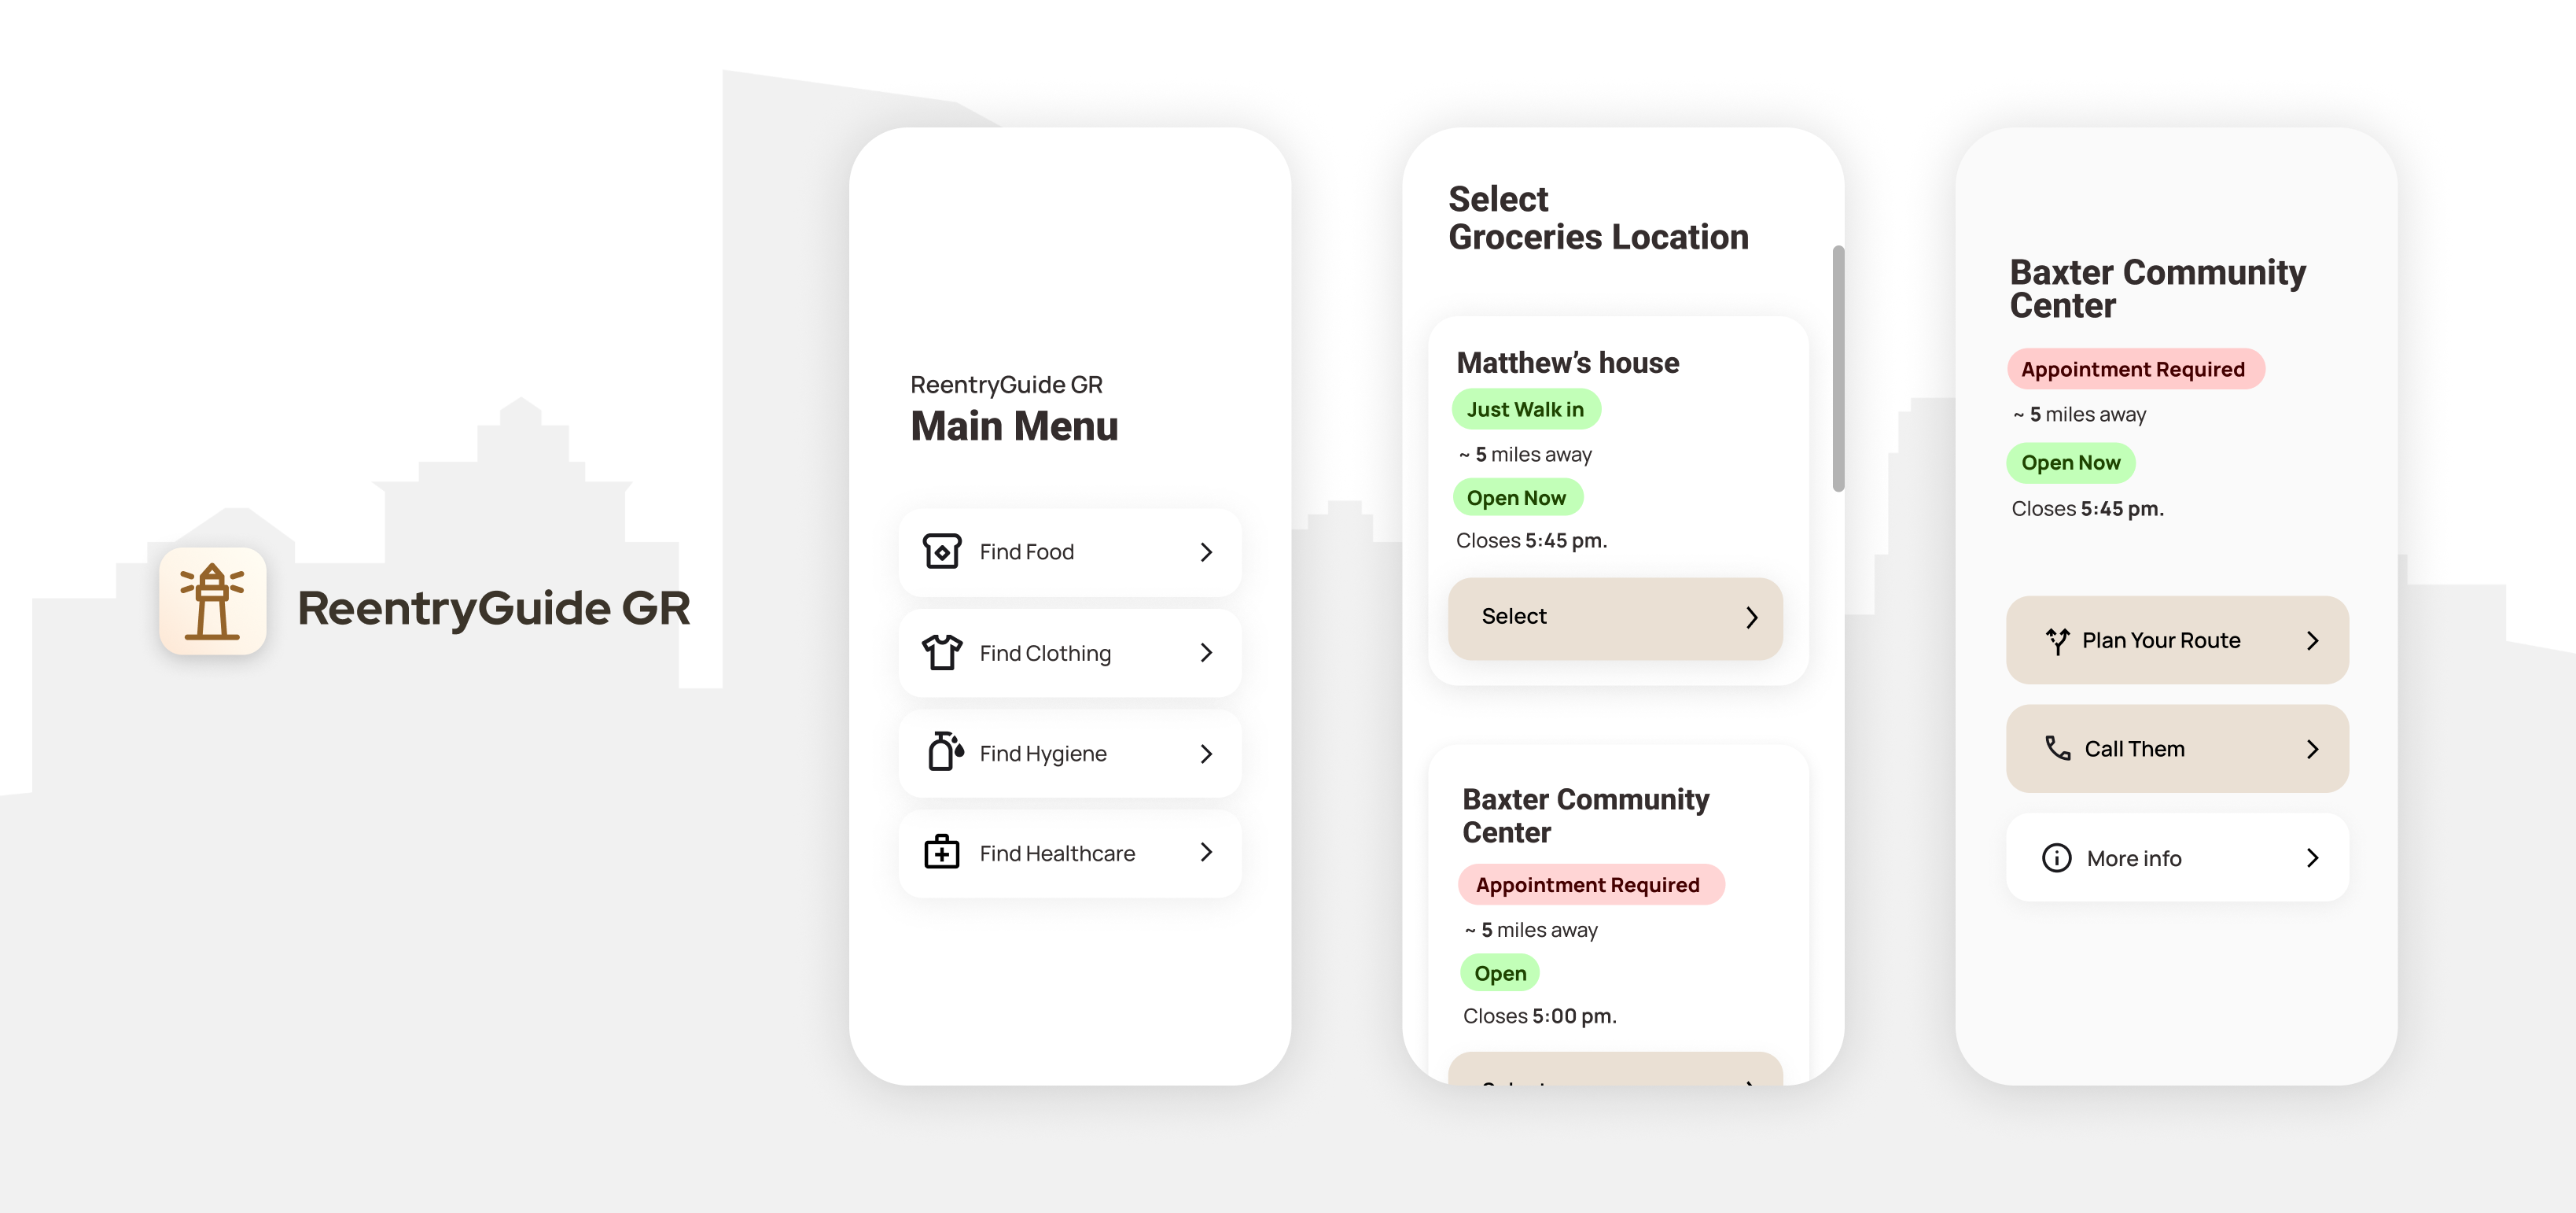 ReentryGuide GR
ReentryGuide GR
Main Menu
Find Food
Find Clothing
Find Hygiene
Find Healthcare
Select
Groceries Location
Matthew’s house
Just Walk in
~ 5 miles away
Open Now
Closes 5:45 pm.
Select
Baxter Community
Center
Appointment Required
~ 5 miles away
Open
Closes 5:00 pm.
Baxter Community
Center
Appointment Required
~ 5 miles away
Open Now
Closes 5:45 pm.
Plan Your Route
Call Them
More info